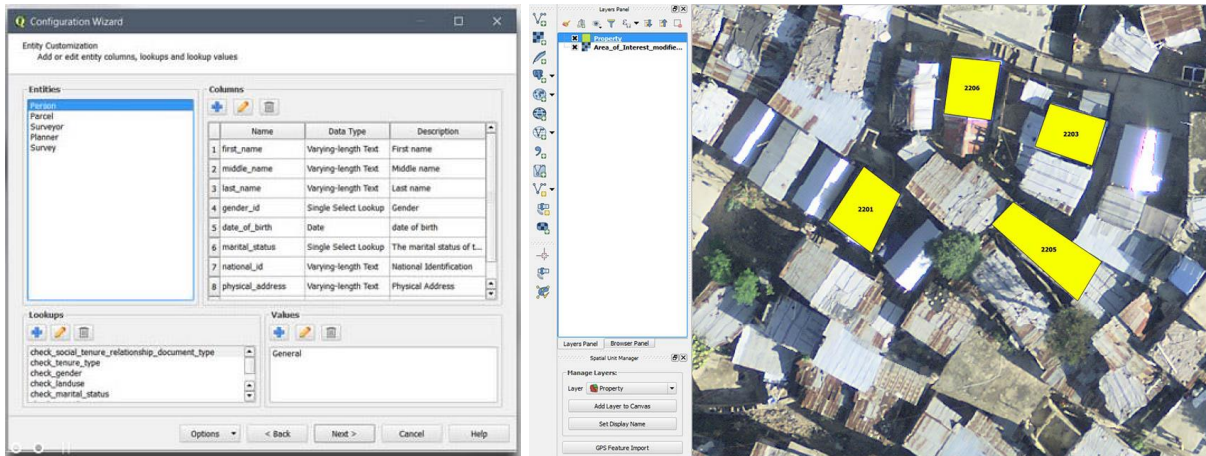 Configuration Wizard
Entity Customization
Add or edit entity columns, lookups and lookup values
Entities
Person
Parcel
Surveyor
Planner
Survey
Columns
Name Data Type Description
1 first_name Varying-length Text First name
2 middle_name Varying-length Text Middle name
3 last_name Varying-length Text Last name
4 gender_id Single Select Lookup Gender
5 date_of_birth Date date of birth
6 marital_status Single Select Lookup The marital status of t...
7 national_id Varying-length Text National Identification
8 physical_address Varying-length Text Physical Address
Lookups
check_social_tenure_relationship_document_type
check_tenure_type
check_gender
check_landuse
check_marital_status
Values
General
Options < Back Next > Cancel Help
Layers Panel
Property
Area_of_Interest_modifie...
Layers Panel Browser Panel
Spatial Unit Manager
Manage Layers:
Layer Property
Add Layer to Canvas
Set Display Name
GPS Feature Import
2206
2203
2201
2205